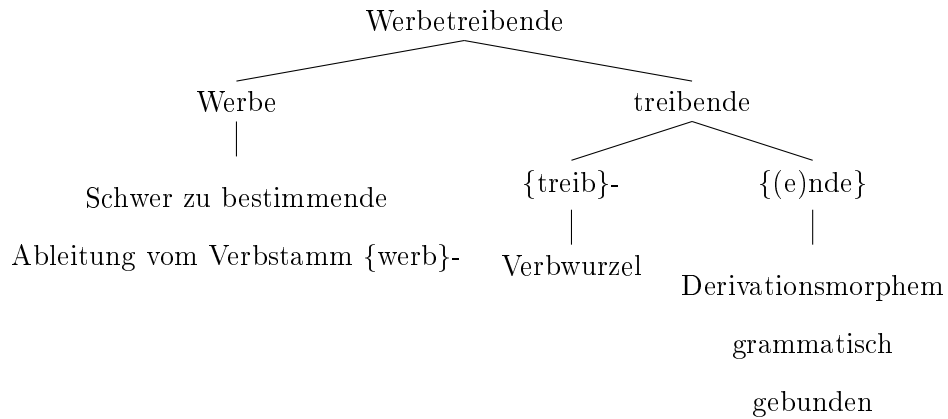 Werbetreibende
Werbe
treibende
Schwer zu bestimmende
Ableitung vom Verbstamm {werb}-
{treib}-
{(e)nde}
Verbwurzel
Derivationsmorphem
grammatisch
gebunden